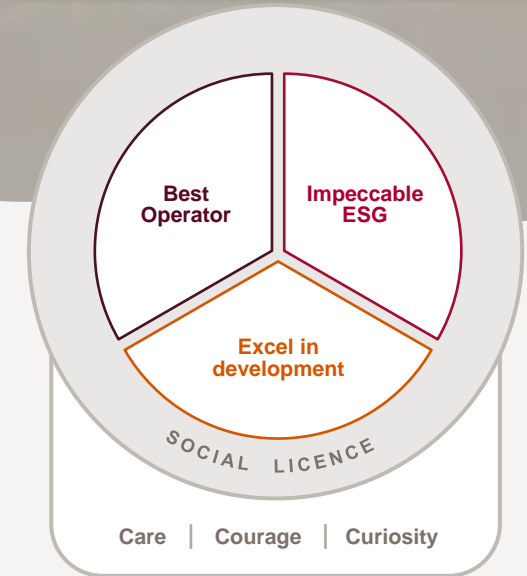 Best
Operator
Impeccable
ESG
Excel in
development
SOCIAL LICENCE
Care | Courage | Curiosity